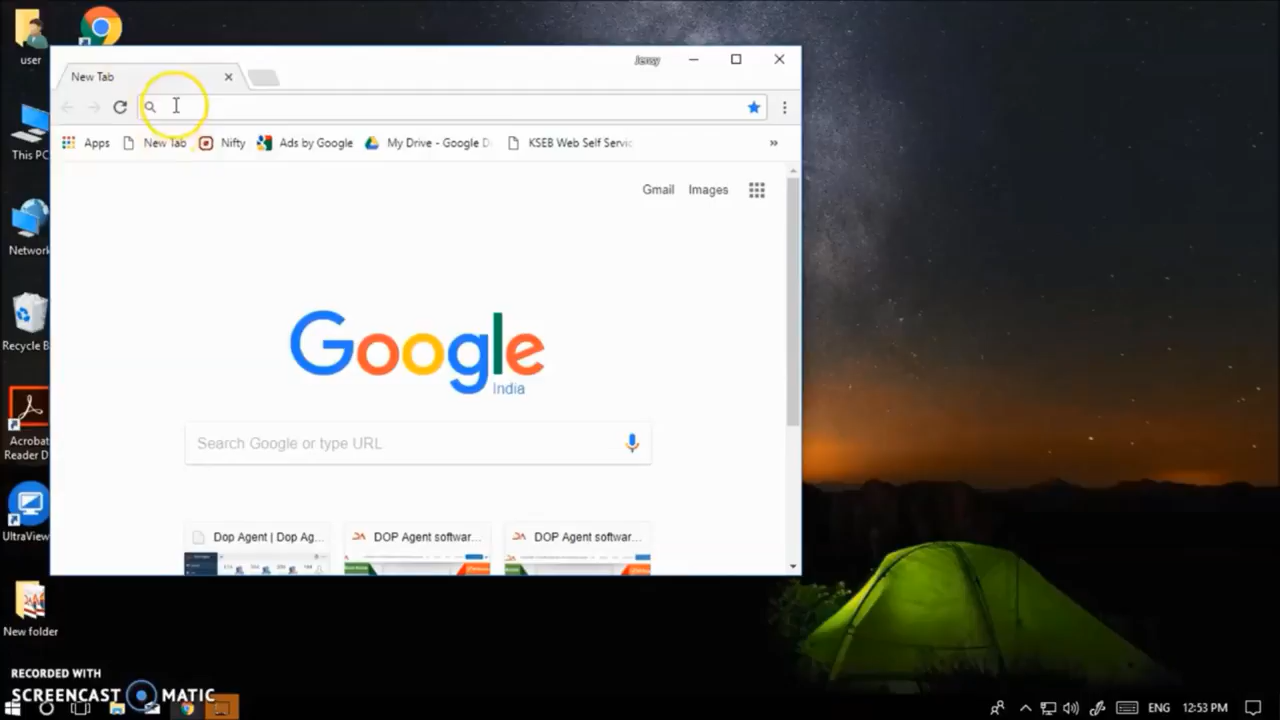 user
This PC
Network
Recycle B
Acrobat
Reader D
UltraView
New folder
Jensy
New Tab
Apps
New Tab
Nifty
Ads by Google
My Drive - Google D
KSEB Web Self Servic
»
Gmail
Images
Google
India
Search Google or type URL
Dop Agent | Dop Ag...
DOP Agent softwar...
DOP Agent softwar...
RECORDED WITH
SCREENCAST MATIC
ENG
12:53 PM